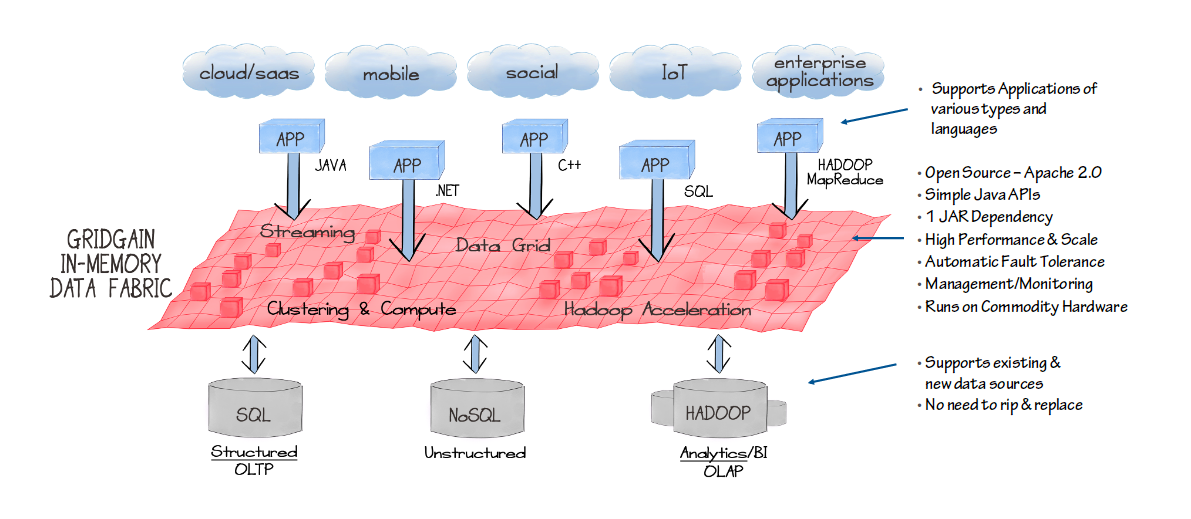 cloud/saas
mobile
social
IoT
enterprise
applications
• Supports Applications of
various types and
languages
APP
JAVA
APP
.NET
APP
C++
APP
SQL
APP
HADOOP
MapReduce
GRIDGAIN
IN-MEMORY
DATA FABRIC
Streaming
Data Grid
Clustering & Compute
Hadoop Acceleration
• Open Source – Apache 2.0
• Simple Java APIs
• 1 JAR Dependency
• High Performance & Scale
• Automatic Fault Tolerance
• Management/Monitoring
• Runs on Commodity Hardware
SQL
Structured
OLTP
NoSQL
Unstructured
HADOOP
Analytics/BI
OLAP
• Supports existing &
new data sources
• No need to rip & replace